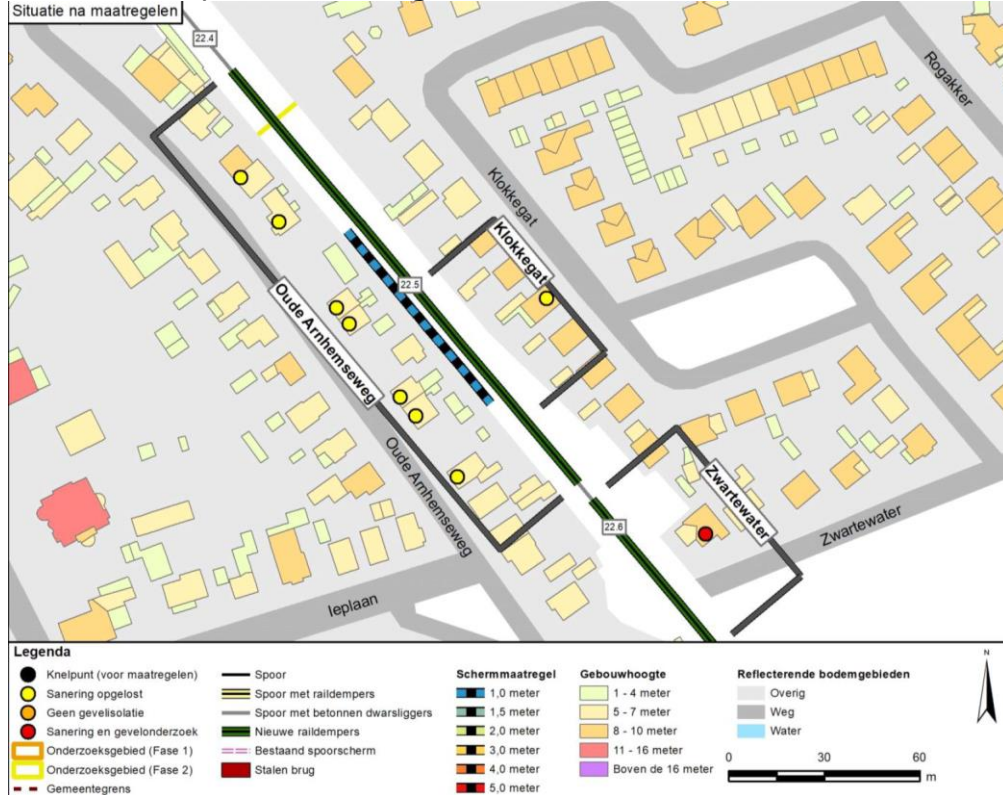 Situatie na maatregelen
22.4
Rogakker
Klokkegat
Klokkegat
22.5
Oude Arnhemseweg
Oude Arnhemseweg
Zwartewater
Zwartewater
22.6
Ieplaan
Legenda
Knelpunt (voor maatregelen)
Sanering opgelost
Geen gevelisolatie
Sanering en gevelonderzoek
Onderzoeksgebied (Fase 1)
Onderzoeksgebied (Fase 2)
Gemeentegrens
Spoor
Spoor met raildempers
Spoor met betonnen dwarsliggers
Nieuwe raildempers
Bestaand spoorscherm
Stalen brug
Schermmaatregel
1,0 meter
1,5 meter
2,0 meter
3,0 meter
4,0 meter
5,0 meter
Gebouwhoogte
1 - 4 meter
5 - 7 meter
8 - 10 meter
11 - 16 meter
Boven de 16 meter
Reflecterende bodemgebieden
Overig
Weg
Water
N
0 30 60
m